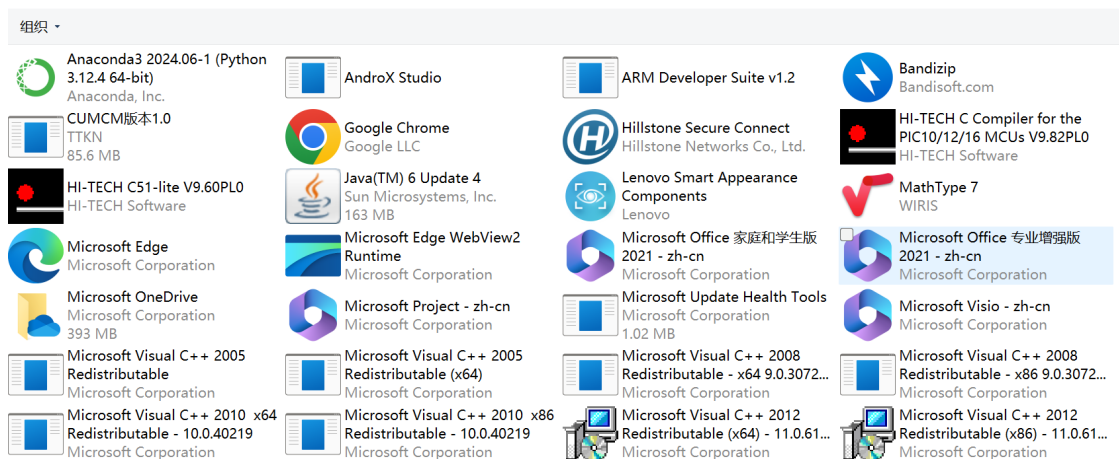 组织
Anaconda3 2024.06-1 (Python
3.12.4 64-bit)
Anaconda, Inc.
AndroX Studio
ARM Developer Suite v1.2
Bandizip
Bandisoft.com
CUMCM版本1.0
TTKN
85.6 MB
Google Chrome
Google LLC
Hillstone Secure Connect
Hillstone Networks Co., Ltd.
HI-TECH C Compiler for the
PIC10/12/16 MCUs V9.82PL0
HI-TECH Software
HI-TECH C51-lite V9.60PL0
HI-TECH Software
Java(TM) 6 Update 4
Sun Microsystems, Inc.
163 MB
Lenovo Smart Appearance
Components
Lenovo
MathType 7
WIRIS
Microsoft Edge
Microsoft Corporation
Microsoft Edge WebView2
Runtime
Microsoft Corporation
Microsoft Office 家庭和学生版
2021 - zh-cn
Microsoft Corporation
Microsoft Office 专业增强版
2021 - zh-cn
Microsoft Corporation
Microsoft OneDrive
Microsoft Corporation
393 MB
Microsoft Project - zh-cn
Microsoft Corporation
Microsoft Update Health Tools
Microsoft Corporation
1.02 MB
Microsoft Visio - zh-cn
Microsoft Corporation
Microsoft Visual C++ 2005
Redistributable
Microsoft Corporation
Microsoft Visual C++ 2005
Redistributable (x64)
Microsoft Corporation
Microsoft Visual C++ 2008
Redistributable - x64 9.0.3072...
Microsoft Corporation
Microsoft Visual C++ 2008
Redistributable - x86 9.0.3072...
Microsoft Corporation
Microsoft Visual C++ 2010 x64
Redistributable - 10.0.40219
Microsoft Corporation
Microsoft Visual C++ 2010 x86
Redistributable - 10.0.40219
Microsoft Corporation
Microsoft Visual C++ 2012
Redistributable (x64) - 11.0.61...
Microsoft Corporation
Microsoft Visual C++ 2012
Redistributable (x86) - 11.0.61...
Microsoft Corporation